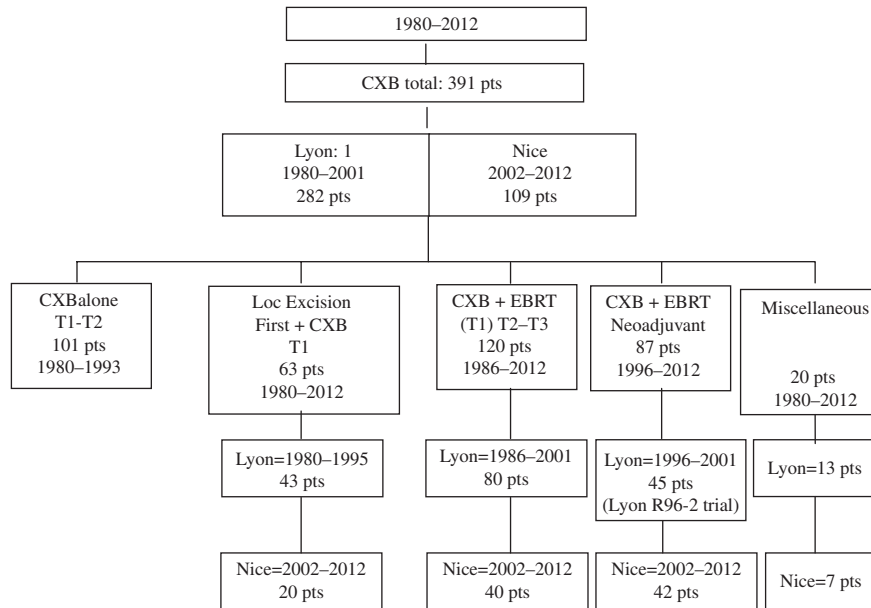 1980–2012
CXB total: 391 pts
Lyon: 1
1980–2001
282 pts
Nice
2002–2012
109 pts
CXBalone
T1-T2
101 pts
1980–1993
Loc Excision
First + CXB
T1
63 pts
1980–2012
CXB + EBRT
(T1) T2–T3
120 pts
1986–2012
CXB + EBRT
Neoadjuvant
87 pts
1996–2012
Miscellaneous
20 pts
1980–2012
Lyon=1980–1995
43 pts
Lyon=1986–2001
80 pts
Lyon=1996–2001
45 pts
(Lyon R96-2 trial)
Lyon=13 pts
Nice=2002–2012
20 pts
Nice=2002–2012
40 pts
Nice=2002–2012
42 pts
Nice=7 pts